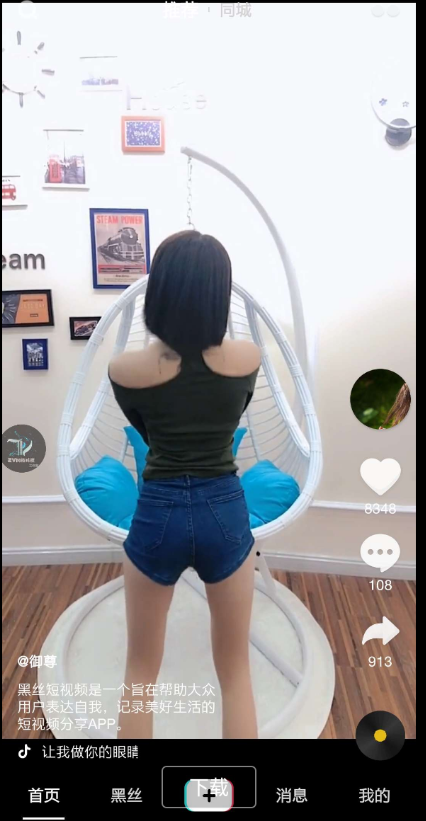 推荐
同城
STEAM POWER
eam
8348
108
913
@御尊
黑丝短视频是一个旨在帮助大众
用户表达自我，记录美好生活的
短视频分享APP。
让我做你的眼睛
下载
首页
黑丝
消息
我的